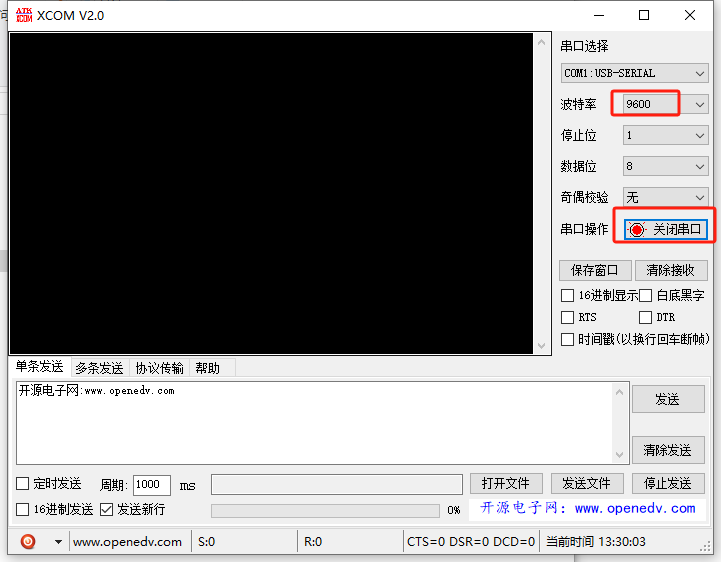 ATK XCOM XCOM V2.0
串口选择
COM1:USB-SERIAL
波特率 9600
停止位 1
数据位 8
奇偶校验 无
串口操作 关闭串口
保存窗口 清除接收
16进制显示 白底黑字
RTS DTR
时间戳(以换行回车断帧)
单条发送 多条发送 协议传输 帮助
开源电子网:www.openedv.com
发送
清除发送
定时发送 周期: 1000 ms 打开文件 发送文件 停止发送
16进制发送 发送新行 0% 开源电子网：www.openedv.com
www.openedv.com S:0 R:0 CTS=0 DSR=0 DCD=0 当前时间 13:30:03